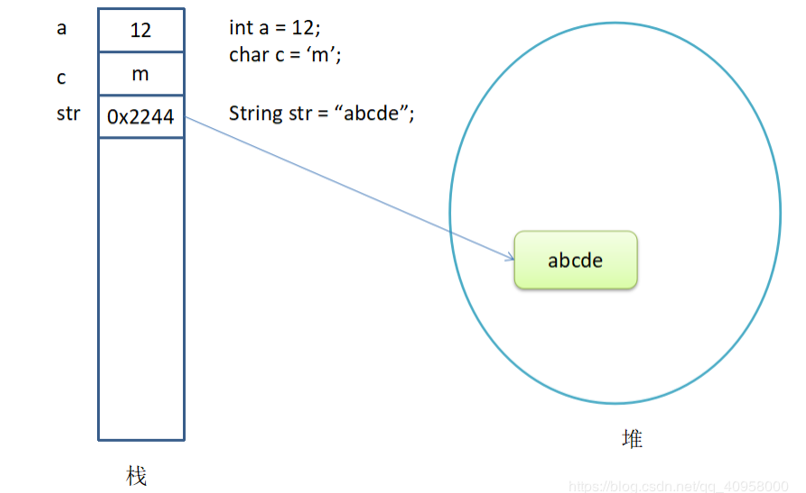 a 12 int a = 12;
char c = ‘m’;
c m
str 0x2244 String str = “abcde”;
abcde
堆
栈
https://blog.csdn.net/qq_40958000